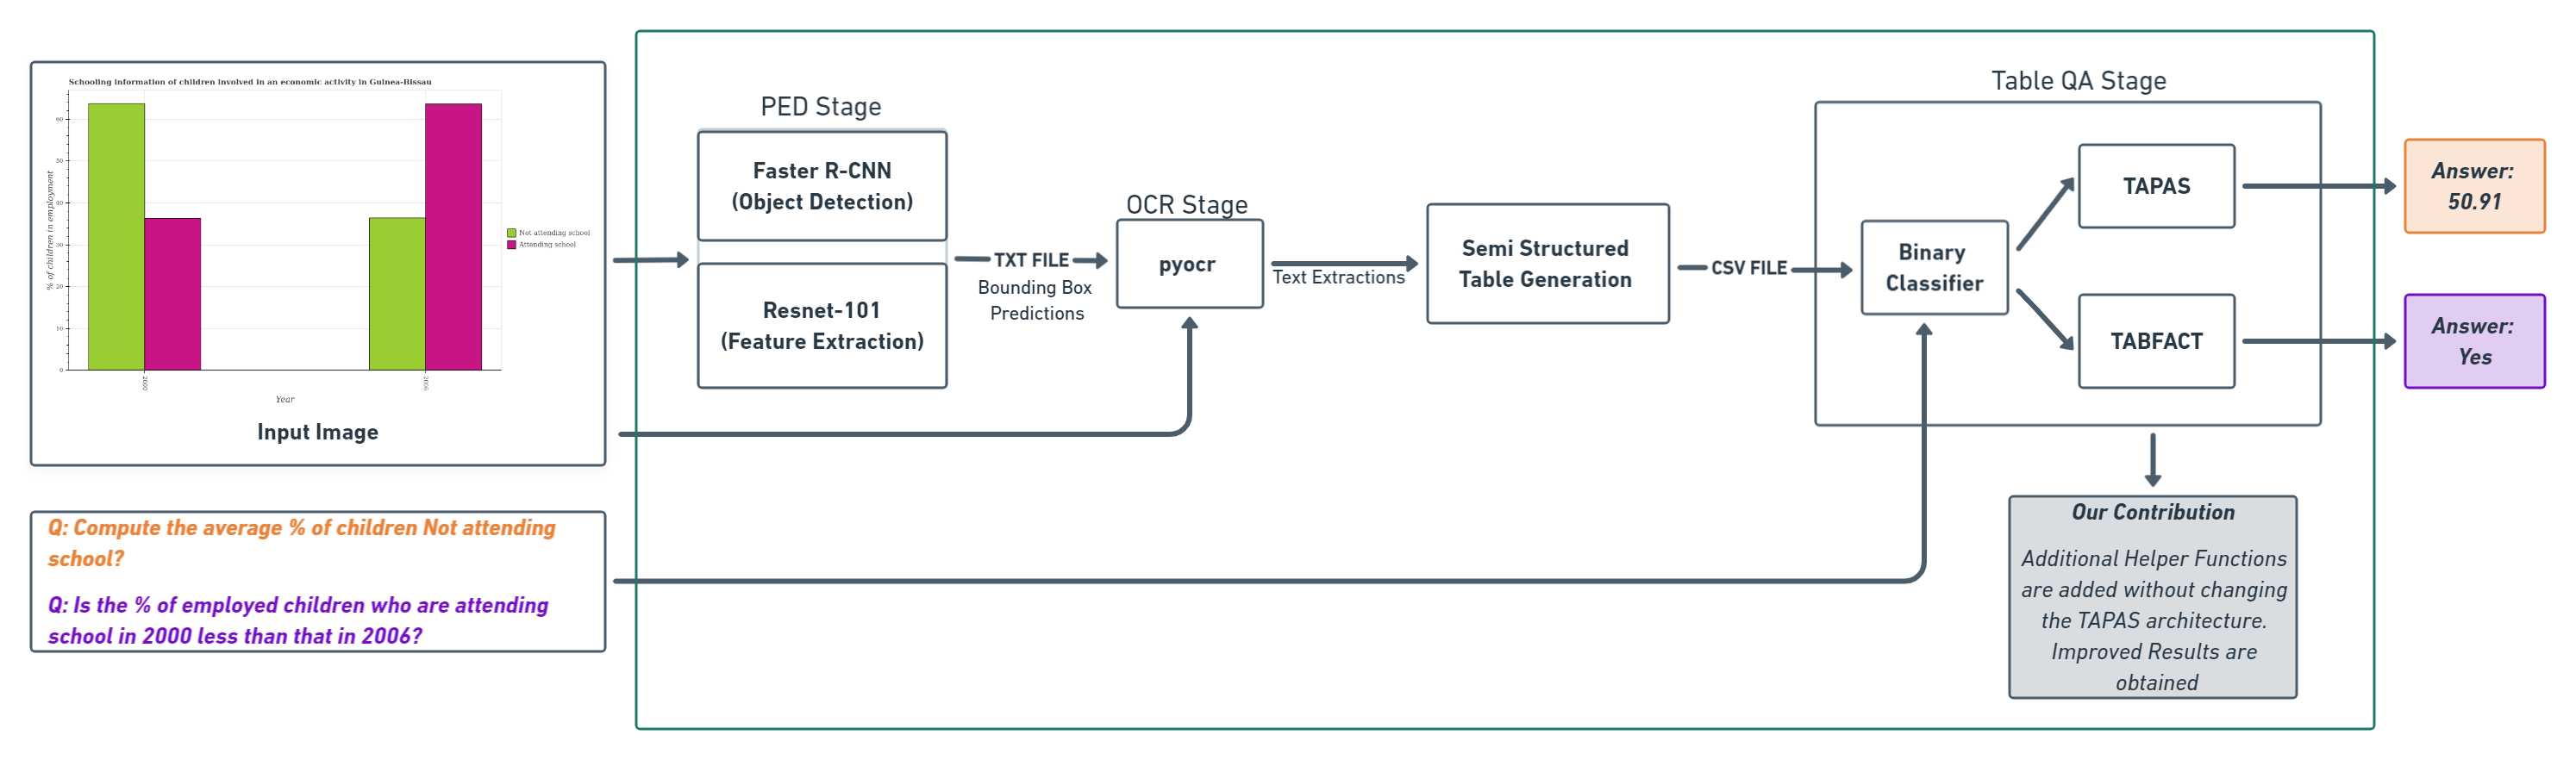 Schooling information of children involved in an economic activity in Guinea-Bissau
60
50
40
30
20
10
0
% of children in employment
2000
2006
Year
Not attending school
Attending school
Input Image
Q: Compute the average % of children Not attending
school?
Q: Is the % of employed children who are attending
school in 2000 less than that in 2006?
PED Stage
Faster R-CNN
(Object Detection)
Resnet-101
(Feature Extraction)
TXT FILE
Bounding Box
Predictions
OCR Stage
pyocr
Text Extractions
Semi Structured
Table Generation
CSV FILE
Table QA Stage
Binary
Classifier
TAPAS
TABFACT
Answer:
50.91
Answer:
Yes
Our Contribution
Additional Helper Functions
are added without changing
the TAPAS architecture.
Improved Results are
obtained